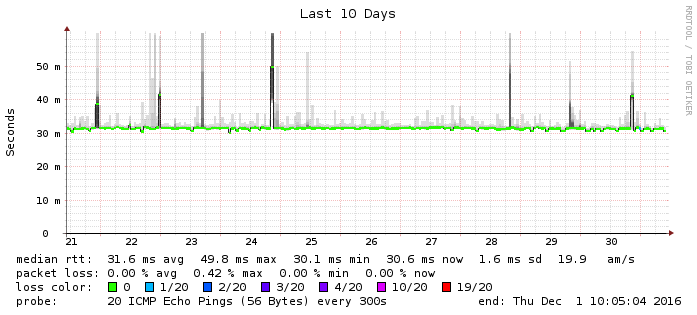 Last 10 Days
RRDTOOL / TOBI OETIKER
Seconds
50 m
40 m
30 m
20 m
10 m
0
21 22 23 24 25 26 27 28 29 30
median rtt: 31.6 ms avg 49.8 ms max 30.1 ms min 30.6 ms now 1.6 ms sd 19.9 am/s
packet loss: 0.00 % avg 0.42 % max 0.00 % min 0.00 % now
loss color: 0 1/20 2/20 3/20 4/20 10/20 19/20
probe: 20 ICMP Echo Pings (56 Bytes) every 300s end: Thu Dec 1 10:05:04 2016